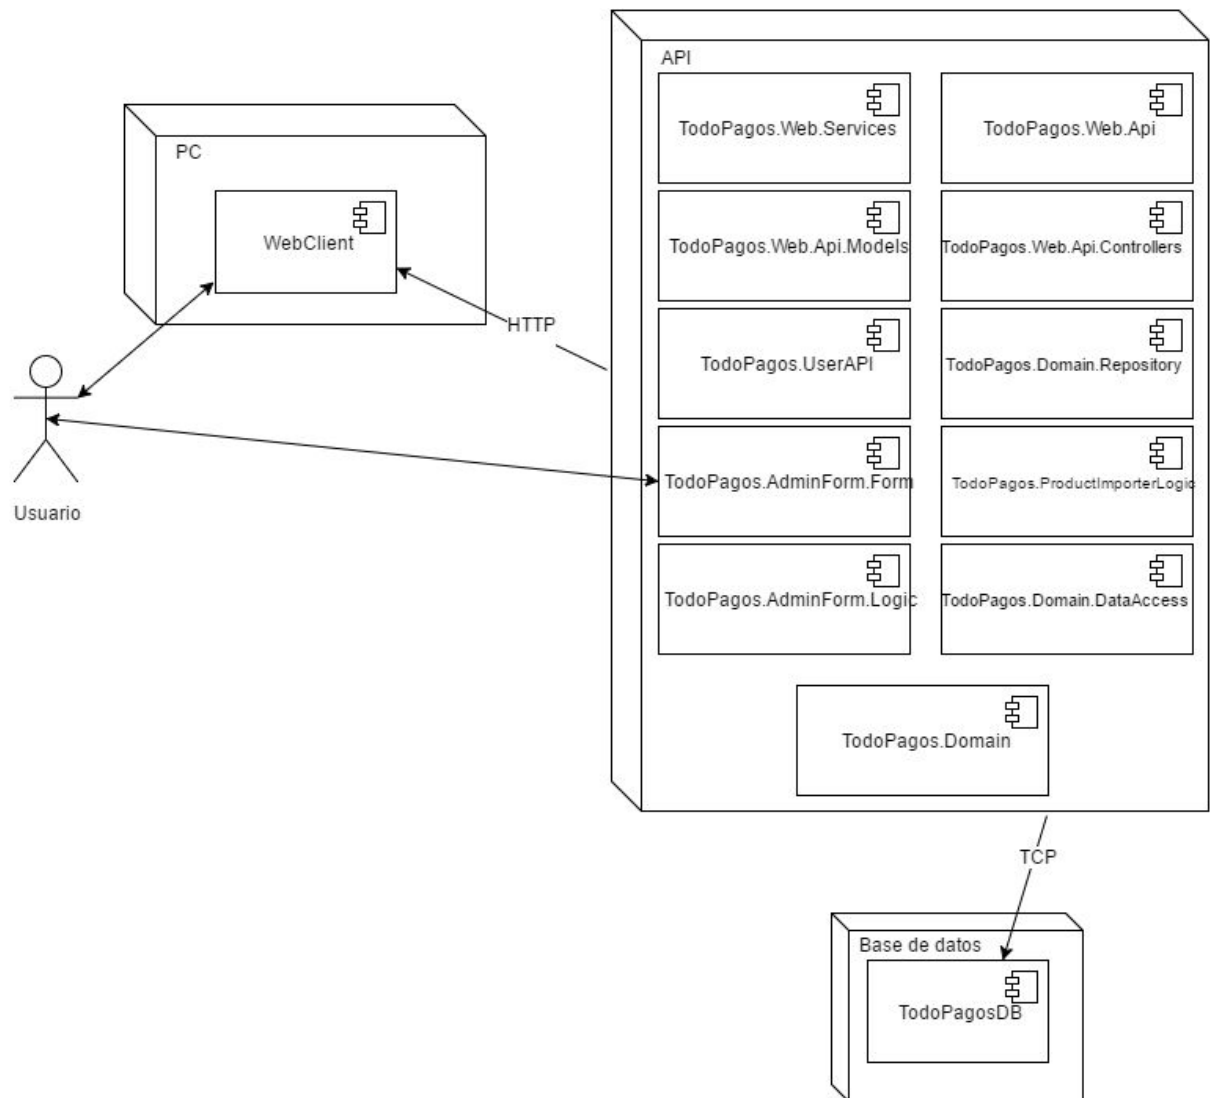 API
TodoPagos.Web.Services
TodoPagos.Web.Api
PC
WebClient
TodoPagos.Web.Api.Models
TodoPagos.Web.Api.Controllers
HTTP
TodoPagos.UserAPI
TodoPagos.Domain.Repository
TodoPagos.AdminForm.Form
TodoPagos.ProductImporterLogic
Usuario
TodoPagos.AdminForm.Logic
TodoPagos.Domain.DataAccess
TodoPagos.Domain
TCP
Base de datos
TodoPagosDB